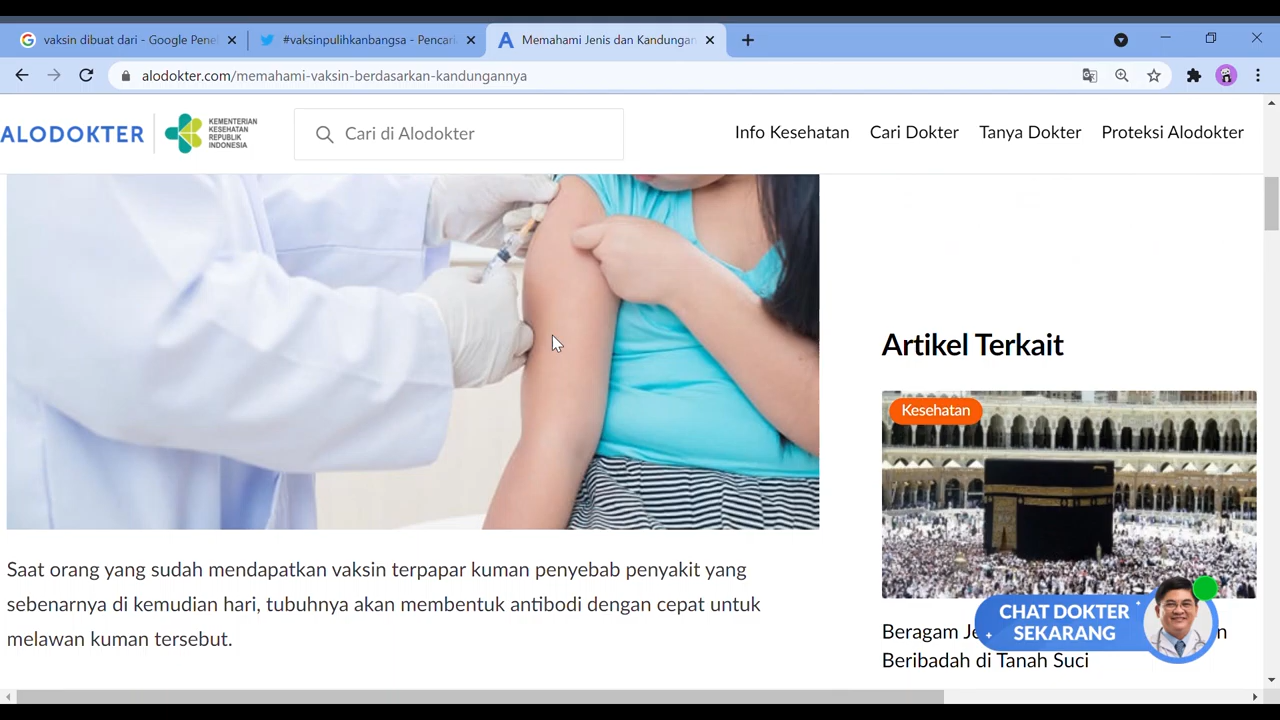 vaksin dibuat dari - Google Pene
#vaksinpulihkanbangsa - Pencari
Memahami Jenis dan Kandungan
alodokter.com/memahami-vaksin-berdasarkan-kandungannya
ALODOKTER
KEMENTERIAN
KESEHATAN
REPUBLIK
INDONESIA
Cari di Alodokter
Info Kesehatan
Cari Dokter
Tanya Dokter
Proteksi Alodokter
Artikel Terkait
Kesehatan
Saat orang yang sudah mendapatkan vaksin terpapar kuman penyebab penyakit yang
sebenarnya di kemudian hari, tubuhnya akan membentuk antibodi dengan cepat untuk
melawan kuman tersebut.
CHAT DOKTER
SEKARANG
Beragam
Beribadah di Tanah Suci